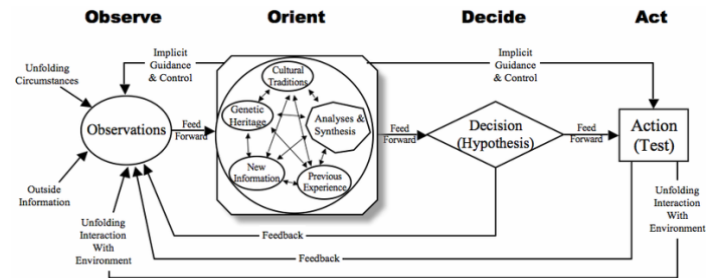 Observe
Orient
Decide
Act
Unfolding
Circumstances
Implicit
Guidance
& Control
Cultural
Traditions
Implicit
Guidance
& Control
Genetic
Heritage
Analyses &
Synthesis
Observations
Feed
Forward
Feed
Forward
Decision
(Hypothesis)
Feed
Forward
Action
(Test)
New
Information
Previous
Experience
Outside
Information
Unfolding
Interaction
With
Environment
Unfolding
Interaction
With
Environment
Feedback
Feedback